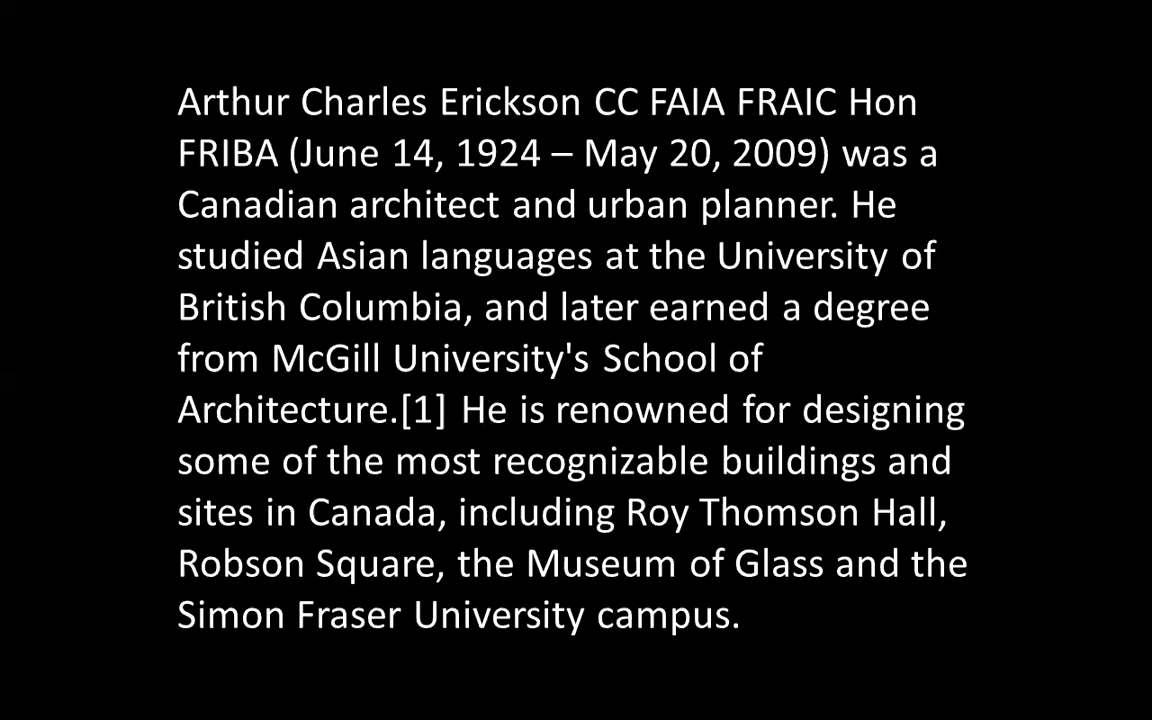 Arthur Charles Erickson CC FAIA FRAIC Hon
FRIBA (June 14, 1924 – May 20, 2009) was a
Canadian architect and urban planner. He
studied Asian languages at the University of
British Columbia, and later earned a degree
from McGill University's School of
Architecture.[1] He is renowned for designing
some of the most recognizable buildings and
sites in Canada, including Roy Thomson Hall,
Robson Square, the Museum of Glass and the
Simon Fraser University campus.